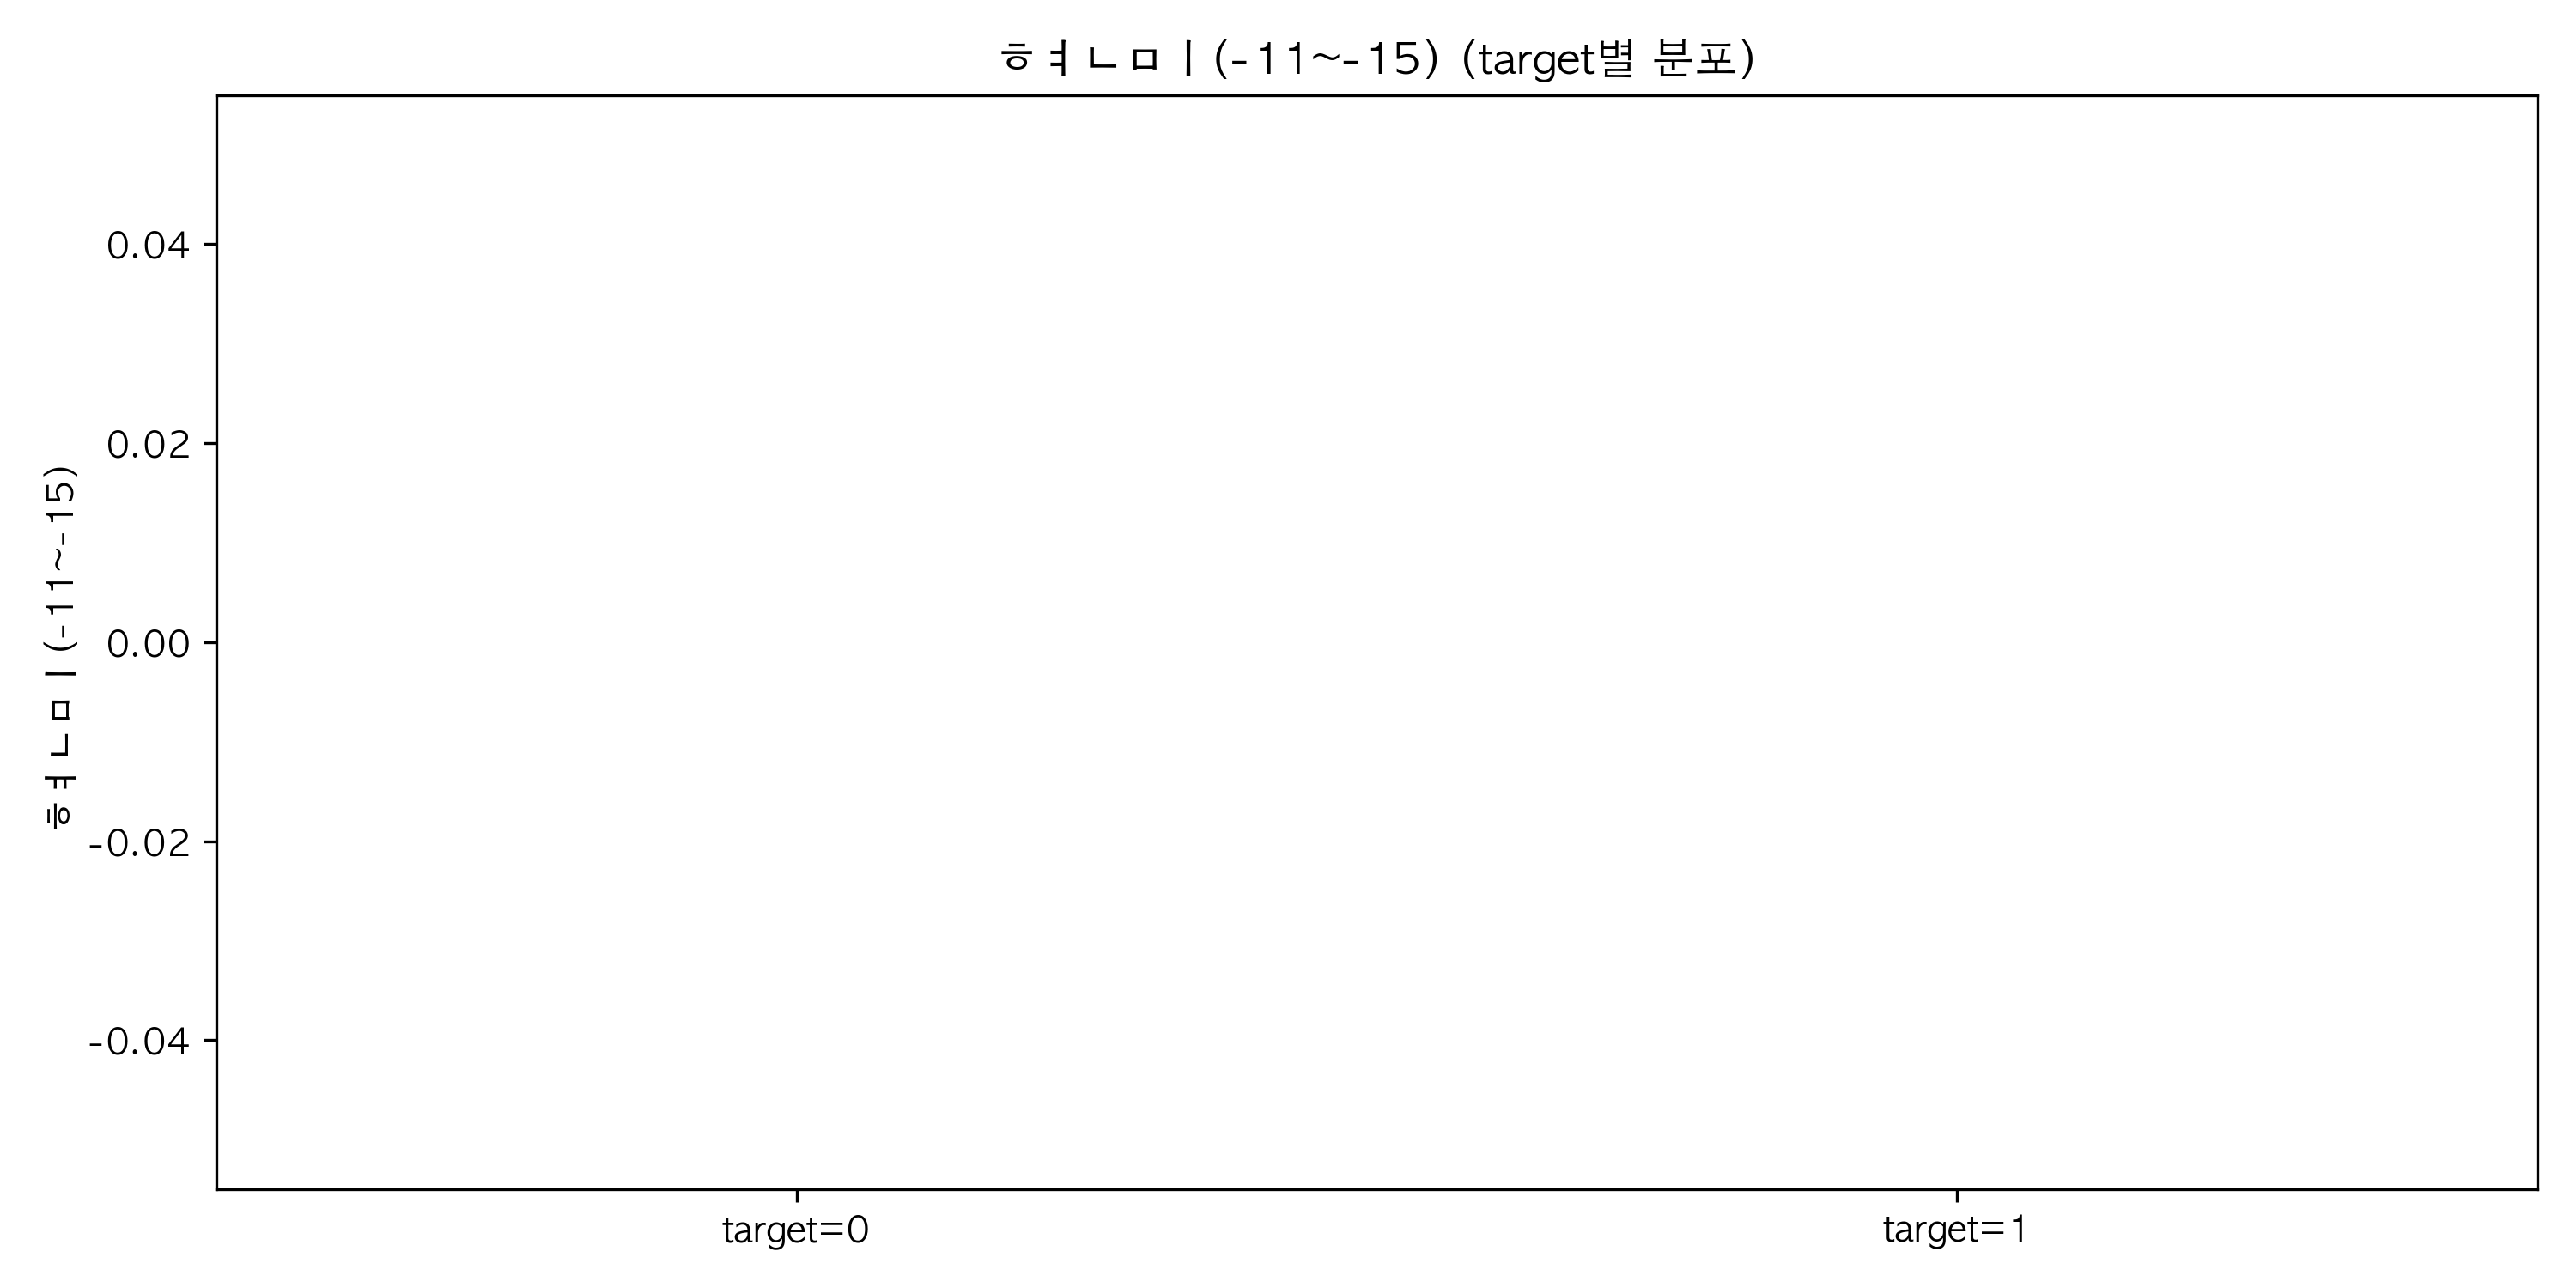 ㅎㅕㄴㅁㅣ(-11~-15) (target별 분포)
ㅎㅕㄴㅁㅣ(-11~-15)
0.04
0.02
0.00
-0.02
-0.04
target=0
target=1